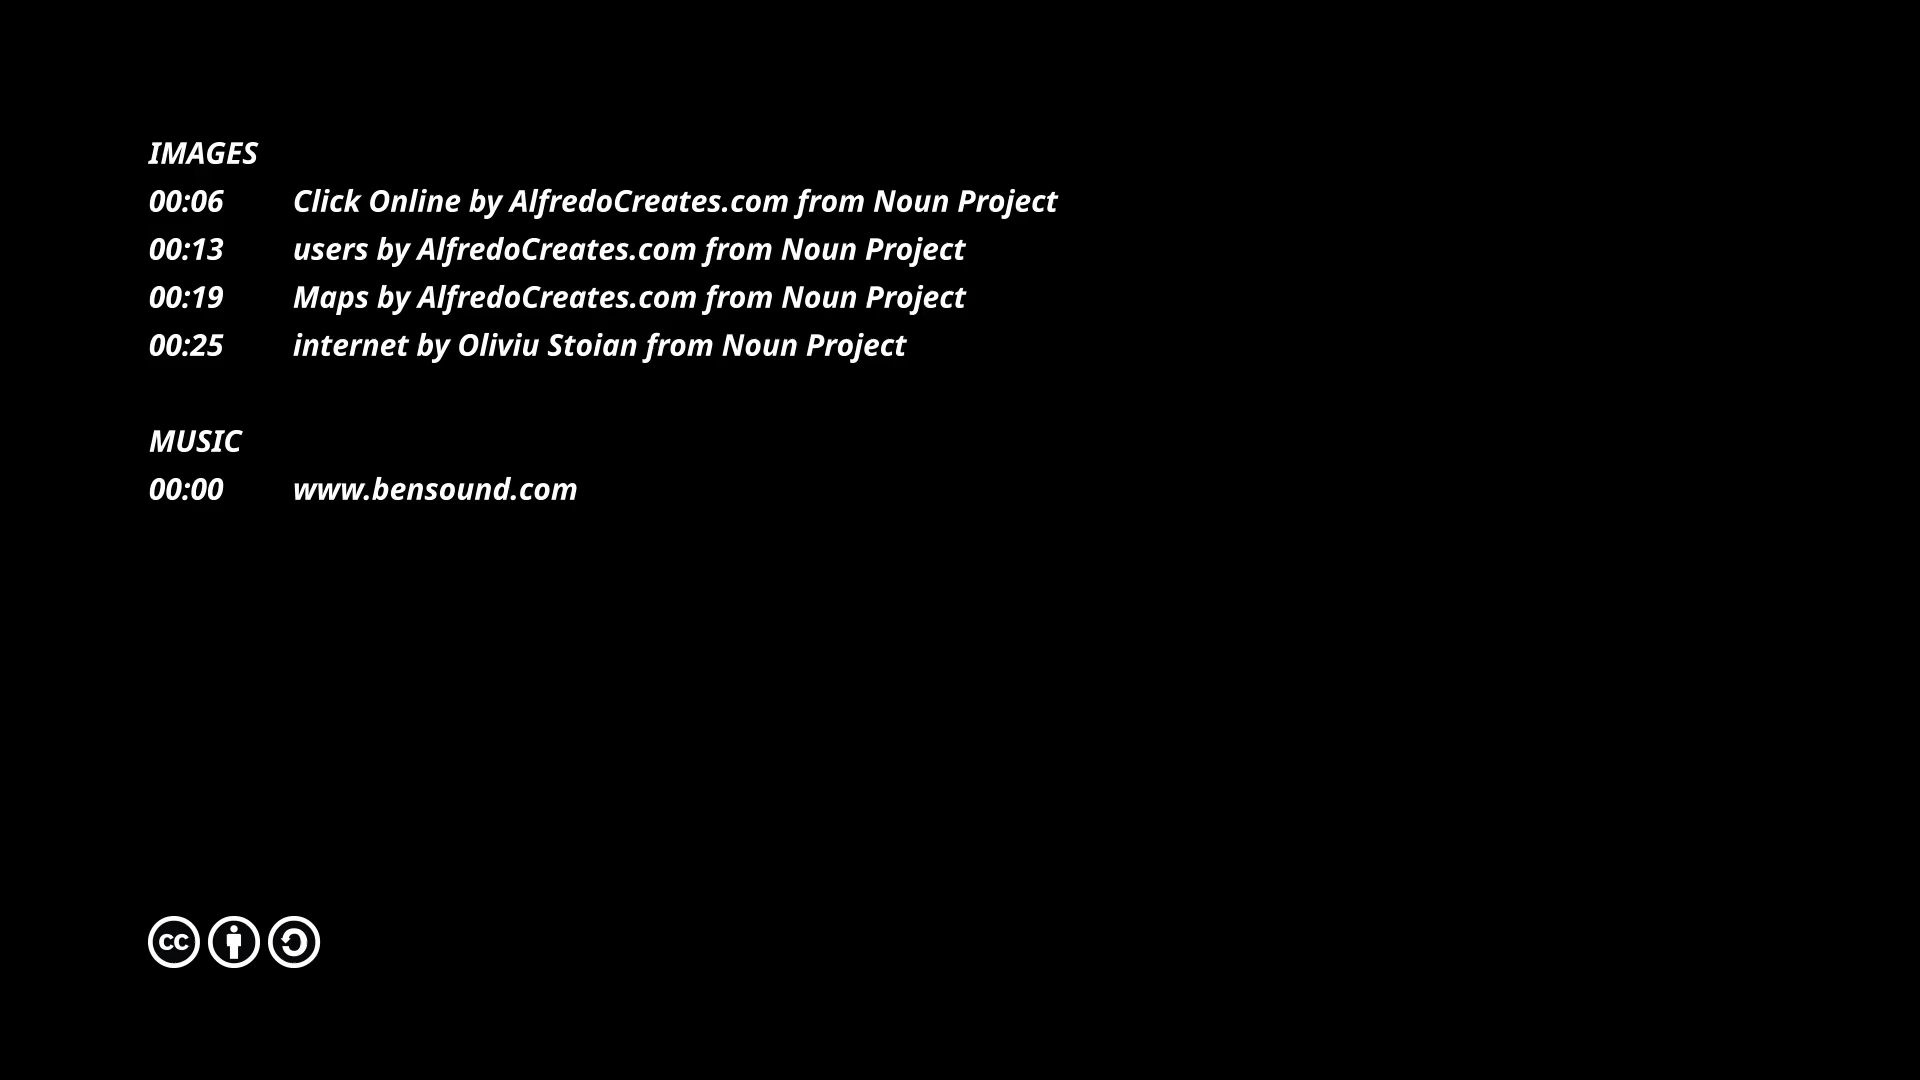 IMAGES
00:06 Click Online by AlfredoCreates.com from Noun Project
00:13 users by AlfredoCreates.com from Noun Project
00:19 Maps by AlfredoCreates.com from Noun Project
00:25 internet by Oliviu Stoian from Noun Project
MUSIC
00:00 www.bensound.com
cc